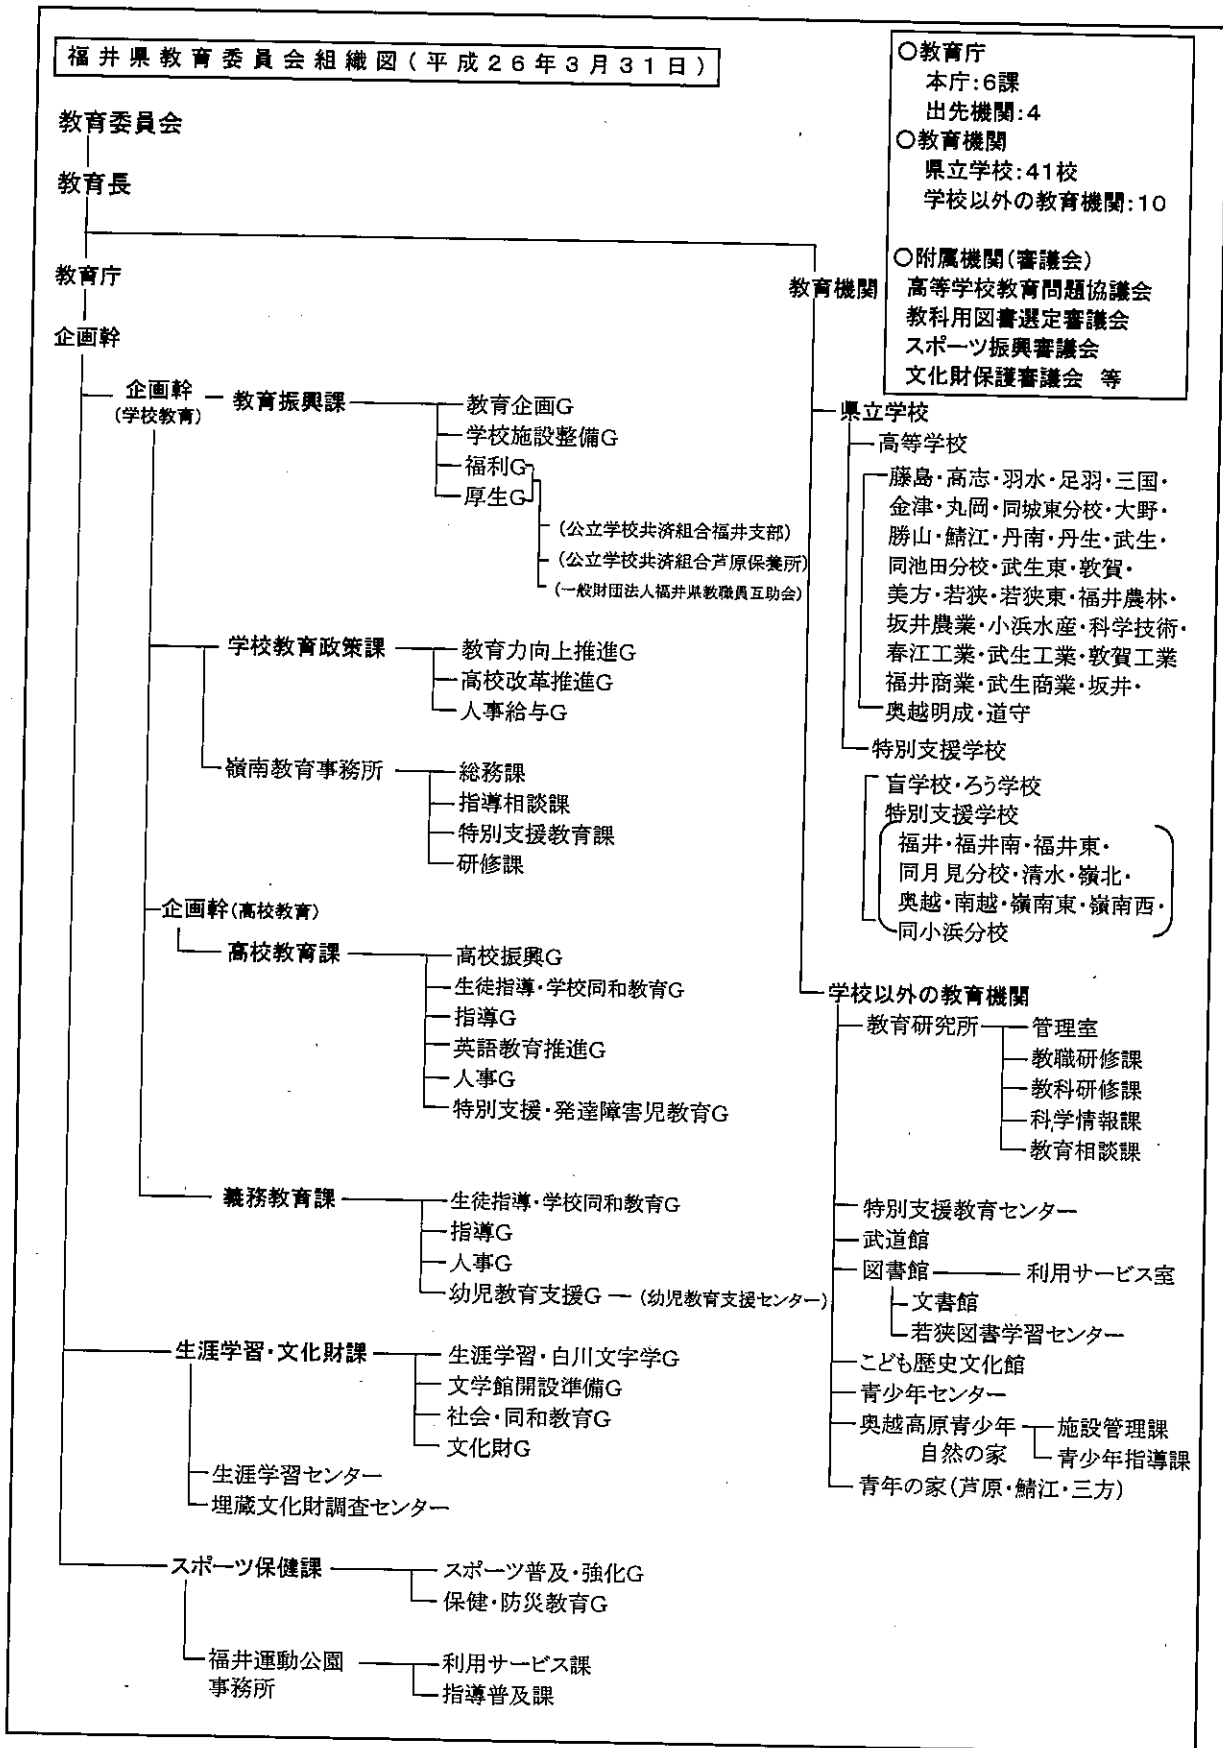 福井県教育委員会組織図(平成26年3月31日)
教育委員会
教育長
教育庁
企画幹
企画幹
(学校教育)
教育振興課
教育企画G
学校施設整備G
福利G
厚生G
(公立学校共済組合福井支部)
(公立学校共済組合芦原保養所)
(一般財団法人福井県教職員互助会)
学校教育政策課
教育力向上推進G
高校改革推進G
人事給与G
嶺南教育事務所
総務課
指導相談課
特別支援教育課
研修課
企画幹(高校教育)
高校教育課
高校振興G
生徒指導・学校同和教育G
指導G
英語教育推進G
人事G
特別支援・発達障害児教育G
義務教育課
生徒指導・学校同和教育G
指導G
人事G
幼児教育支援G
(幼児教育支援センター)
生涯学習・文化財課
生涯学習・白川文字学G
文学館開設準備G
社会・同和教育G
文化財G
生涯学習センター
埋蔵文化財調査センター
スポーツ保健課
スポーツ普及・強化G
保健・防災教育G
福井運動公園
事務所
利用サービス課
指導普及課
○教育庁
本庁:6課
出先機関:4
○教育機関
県立学校:41校
学校以外の教育機関:10
○附属機関(審議会)
高等学校教育問題協議会
教科用図書選定審議会
スポーツ振興審議会
文化財保護審議会 等
教育機関
県立学校
高等学校
藤島・高志・羽水・足羽・三国・
金津・丸岡・同城東分校・大野・
勝山・鯖江・丹南・丹生・武生・
同池田分校・武生東・敦賀・
美方・若狭・若狭東・福井農林・
坂井農業・小浜水産・科学技術・
春江工業・武生工業・敦賀工業
福井商業・武生商業・坂井・
奥越明成・道守
特別支援学校
盲学校・ろう学校
特別支援学校
福井・福井南・福井東・
同月見分校・清水・嶺北・
奥越・南越・嶺南東・嶺南西・
同小浜分校
学校以外の教育機関
教育研究所
管理室
教職研修課
教科研修課
科学情報課
教育相談課
特別支援教育センター
武道館
図書館
利用サービス室
文書館
若狭図書学習センター
こども歴史文化館
青少年センター
奥越高原青少年
自然の家
施設管理課
青少年指導課
青年の家(芦原・鯖江・三方)